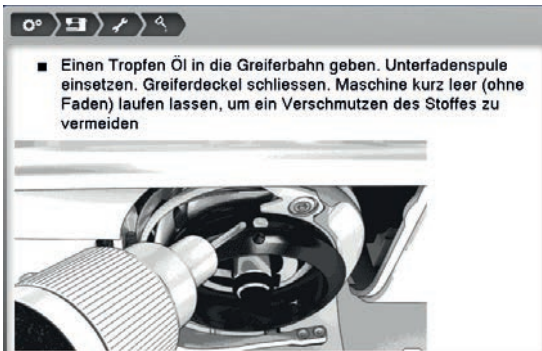 Einen Tropfen Öl in die Greiferbahn geben. Unterfadenspule
einsetzen. Greiferdeckel schliessen. Maschine kurz leer (ohne
Faden) laufen lassen, um ein Verschmutzen des Stoffes zu
vermeiden